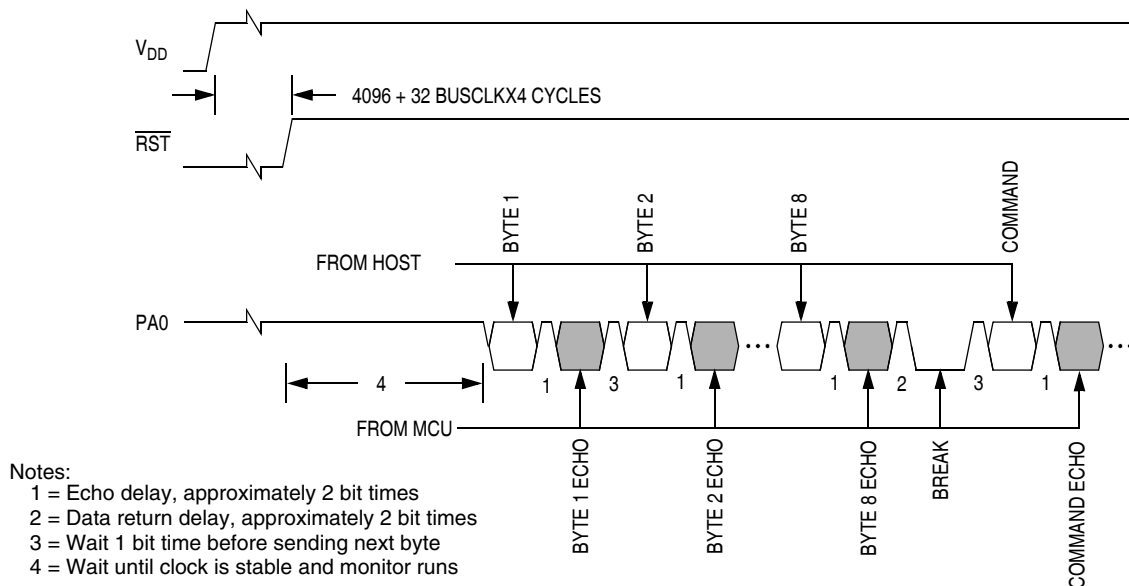 VDD
4096 + 32 BUSCLKX4 CYCLES
RST
BYTE 1
BYTE 2
BYTE 8
COMMAND
FROM HOST
PA0
4
1
3
1
1
2
3
1
FROM MCU
BYTE 1 ECHO
BYTE 2 ECHO
BYTE 8 ECHO
BREAK
COMMAND ECHO
Notes:
1 = Echo delay, approximately 2 bit times
2 = Data return delay, approximately 2 bit times
3 = Wait 1 bit time before sending next byte
4 = Wait until clock is stable and monitor runs